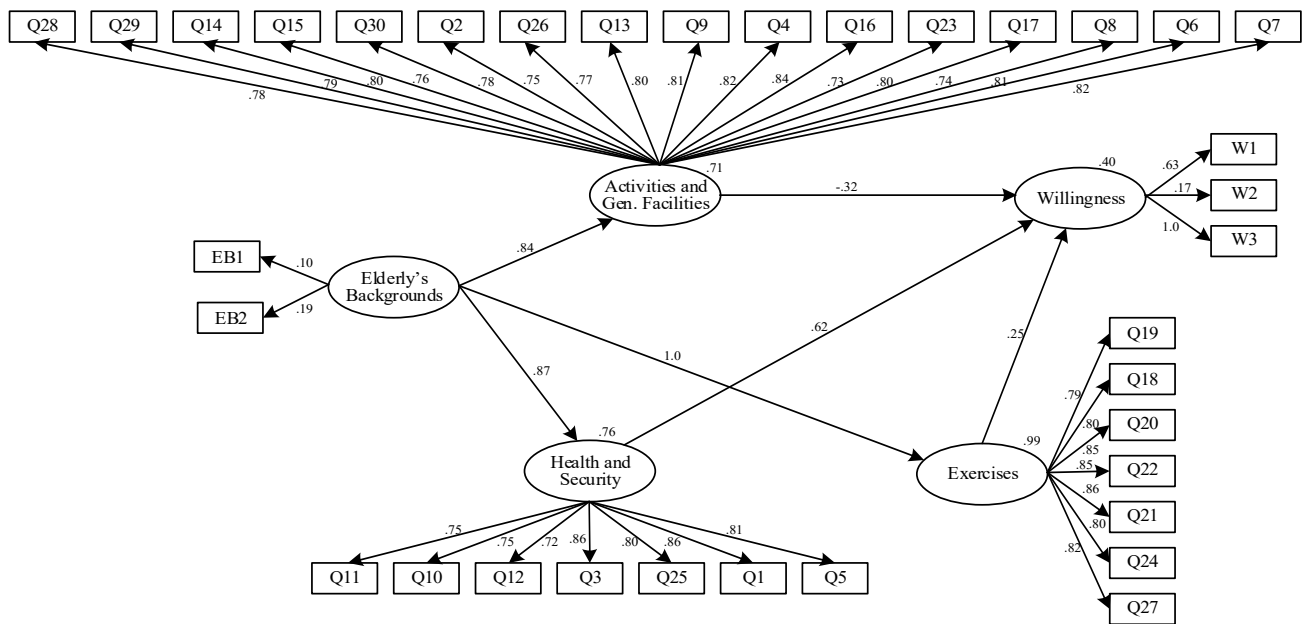 Q28 Q29 Q14 Q15 Q30 Q2 Q26 Q13 Q9 Q4 Q16 Q23 Q17 Q8 Q6 Q7
.78 .79 .80 .76 .78 .75 .77 .80 .81 .82 .84 .73 .80 .74 .81 .82
.71
Activities and
Gen. Facilities
-.32
.40
Willingness
.63
.17
1.0
W1
W2
W3
EB1
EB2
.10
.19
Elderly's
Backgrounds
.84
.87
1.0
.62
.25
.76
Health and
Security
.75 .75 .72 .86 .80 .86 .81
Q11 Q10 Q12 Q3 Q25 Q1 Q5
.99
Exercises
.79
.80
.85
.85
.86
.80
.82
Q19
Q18
Q20
Q22
Q21
Q24
Q27